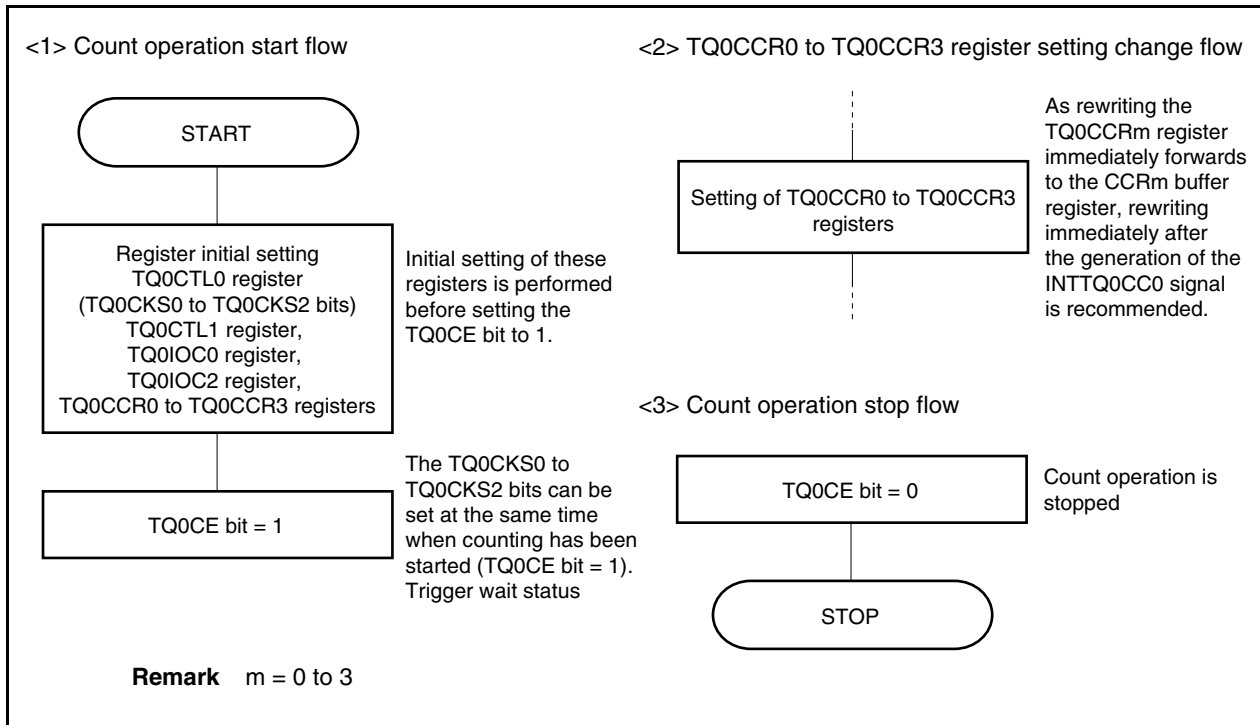 <1> Count operation start flow
START
Register initial setting
TQ0CTL0 register
(TQ0CKS0 to TQ0CKS2 bits)
TQ0CTL1 register,
TQ0IOC0 register,
TQ0IOC2 register,
TQ0CCR0 to TQ0CCR3 registers
Initial setting of these
registers is performed
before setting the
TQ0CE bit to 1.
TQ0CE bit = 1
The TQ0CKS0 to
TQ0CKS2 bits can be
set at the same time
when counting has been
started (TQ0CE bit = 1).
Trigger wait status
<2> TQ0CCR0 to TQ0CCR3 register setting change flow
Setting of TQ0CCR0 to TQ0CCR3
registers
As rewriting the
TQ0CCRm register
immediately forwards
to the CCRm buffer
register, rewriting
immediately after
the generation of the
INTTQ0CC0 signal
is recommended.
<3> Count operation stop flow
TQ0CE bit = 0
Count operation is
stopped
STOP
Remark m = 0 to 3